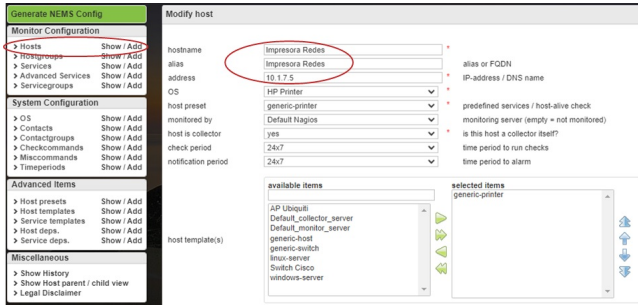 Generate NEMS Config
Monitor Configuration
> Hosts Show / Add
> Hostgroups Show / Add
> Services Show / Add
> Advanced Services Show / Add
> Servicegroups Show / Add
System Configuration
> OS Show / Add
> Contacts Show / Add
> Contactgroups Show / Add
> Checkcommands Show / Add
> Misccommands Show / Add
> Timeperiods Show / Add
Advanced Items
> Host presets Show / Add
> Host templates Show / Add
> Service templates Show / Add
> Host deps. Show / Add
> Service deps. Show / Add
Miscellaneous
> Show History
> Show Host parent / child view
> Legal Disclaimer
Modify host
hostname Impresora Redes *
alias Impresora Redes alias or FQDN
address 10.1.7.5 * IP-address / DNS name
OS HP Printer *
host preset generic-printer * predefined services / host-alive check
monitored by Default Nagios monitoring server (empty = not monitored)
host is collector yes * is this host a collector itself?
check period 24x7 time period to run checks
notification period 24x7 time period to alarm
available items selected items
host template(s)
AP Ubiquiti
Default_collector_server
Default_monitor_server
generic-host
generic-switch
linux-server
Switch Cisco
windows-server
generic-printer